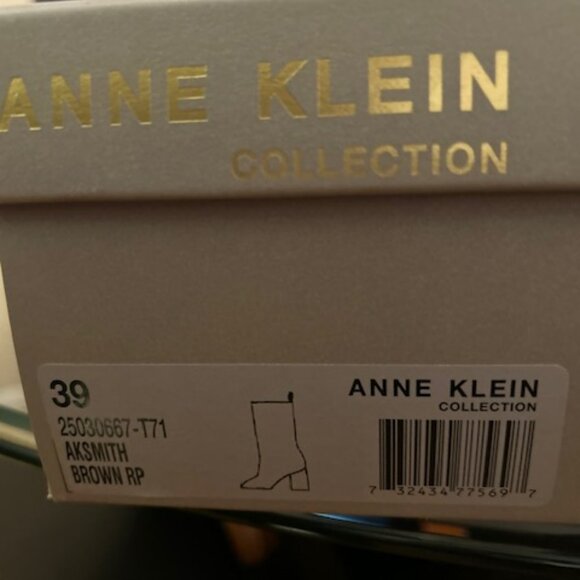 ANNE KLEIN
COLLECTION
39
25030667-T71
AKSMITH
BROWN RP
ANNE KLEIN
COLLECTION
7 32434 77569 7